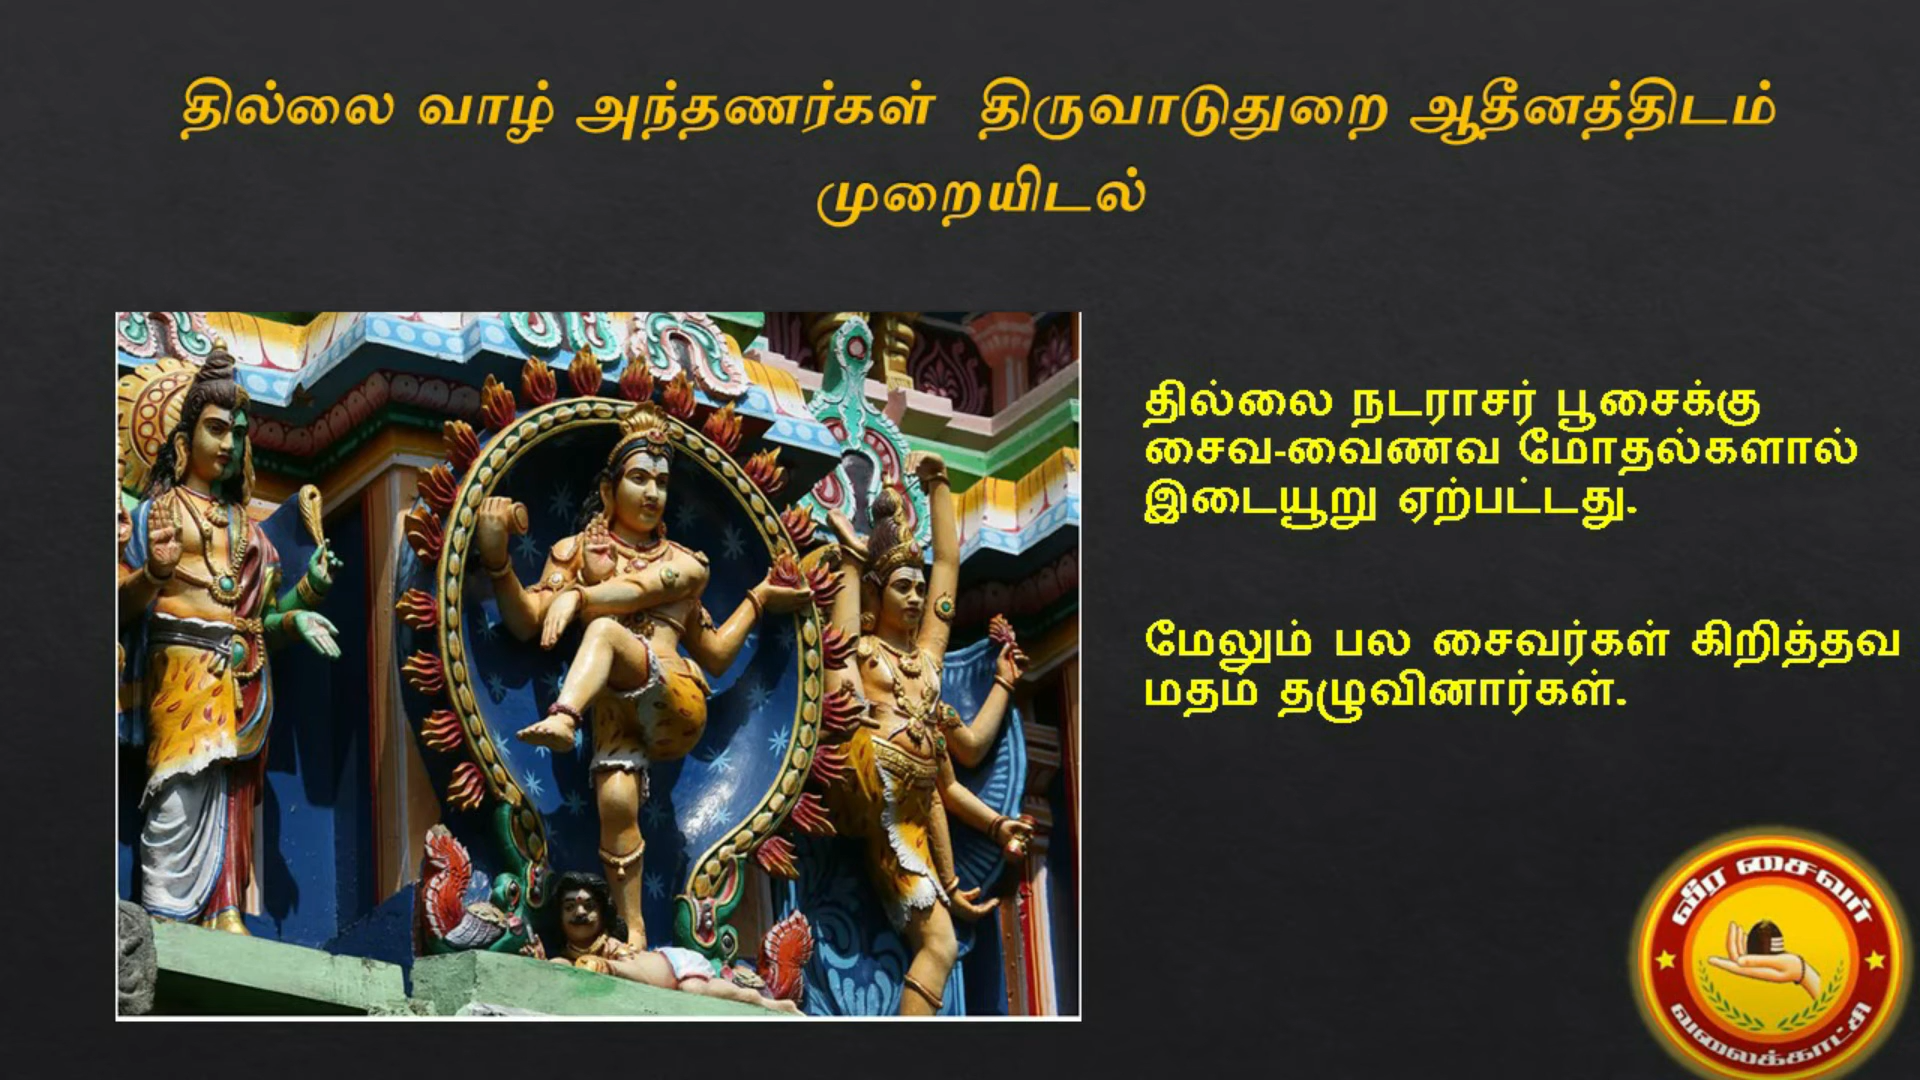 தில்லை வாழ் அந்தணர்கள் திருவாடுதுறை ஆதீனத்திடம்
முறையிடல்
தில்லை நடராசர் பூசைக்கு
சைவ-வைணவ மோதல்களால்
இடையூறு ஏற்பட்டது.
மேலும் பல சைவர்கள் கிறித்தவ
மதம் தழுவினார்கள்.
வீர சைவர்
வலைக்காட்சி